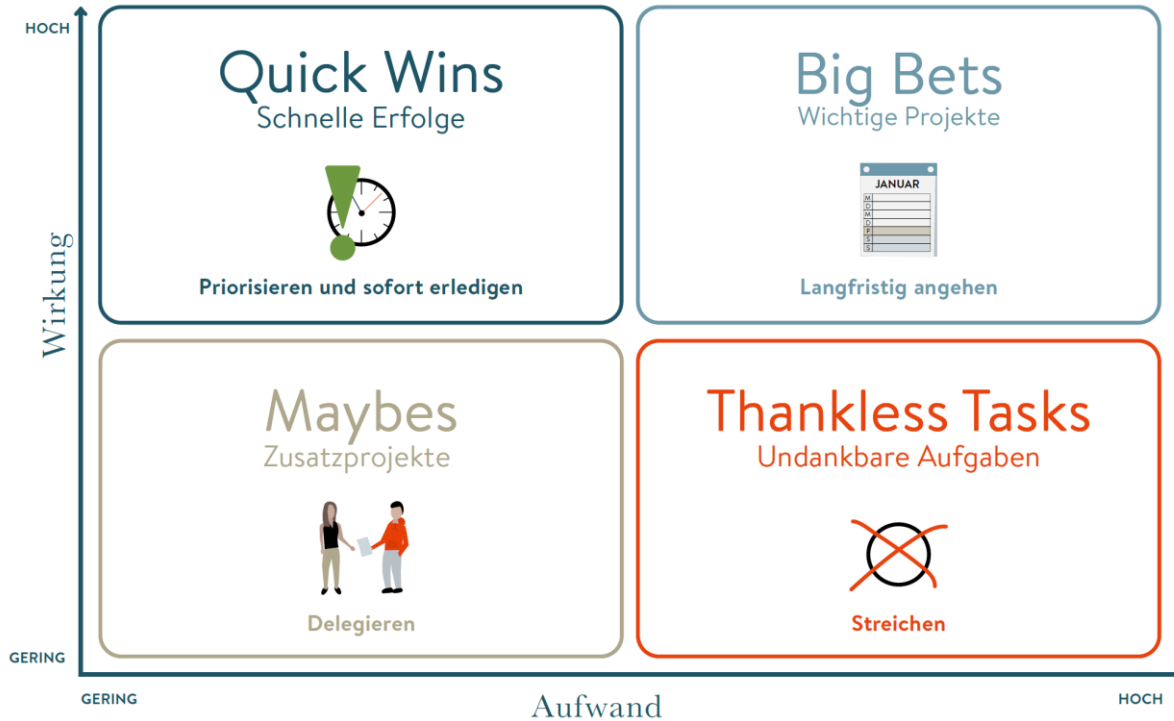 HOCH
Wirkung
GERING
Quick Wins
Schnelle Erfolge
Priorisieren und sofort erledigen
Big Bets
Wichtige Projekte
JANUAR
M
D
M
D
F
S
S
Langfristig angehen
Maybes
Zusatzprojekte
Delegieren
Thankless Tasks
Undankbare Aufgaben
Streichen
GERING
Aufwand
HOCH